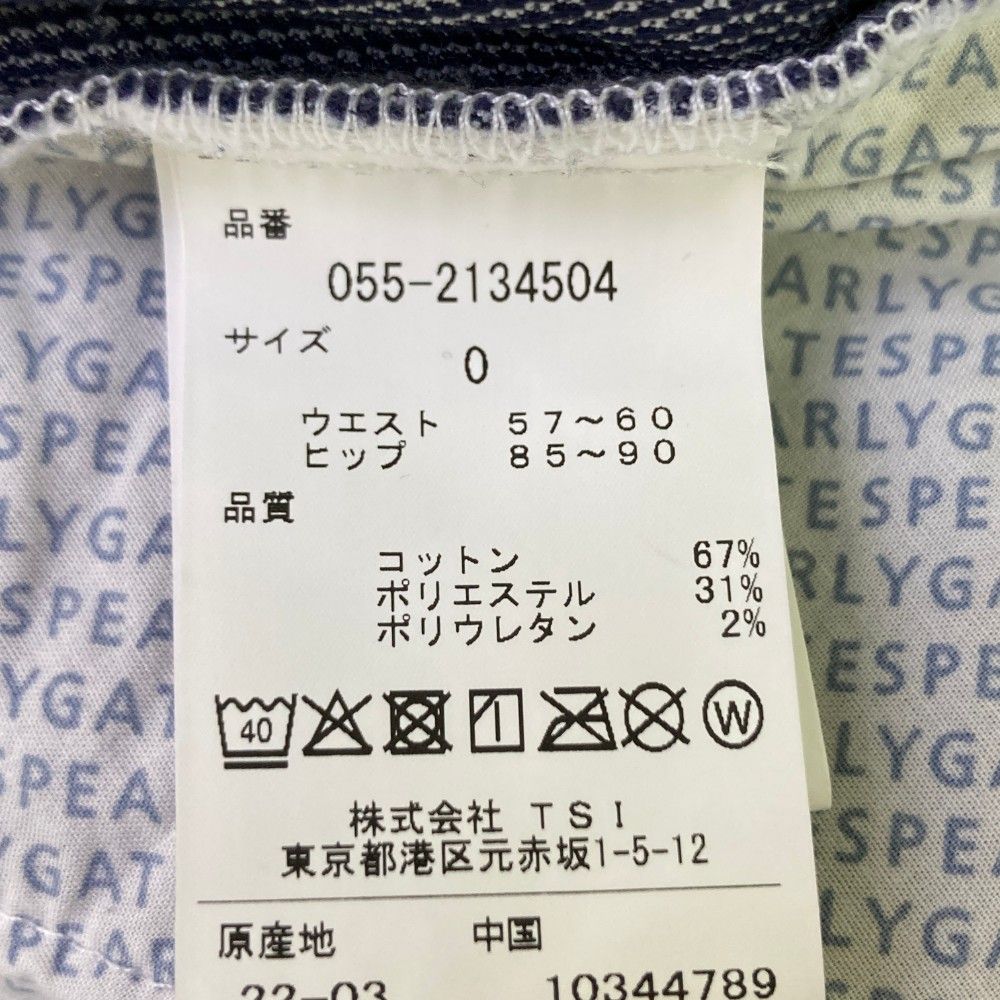 品番
055-2134504
サイズ
0
ウエスト 57~60
ヒップ 85~90
品質
コットン 67%
ポリエステル 31%
ポリウレタン 2%
40
W
株式会社 TSI
東京都港区元赤坂1-5-12
原産地 中国
22-03 10344789